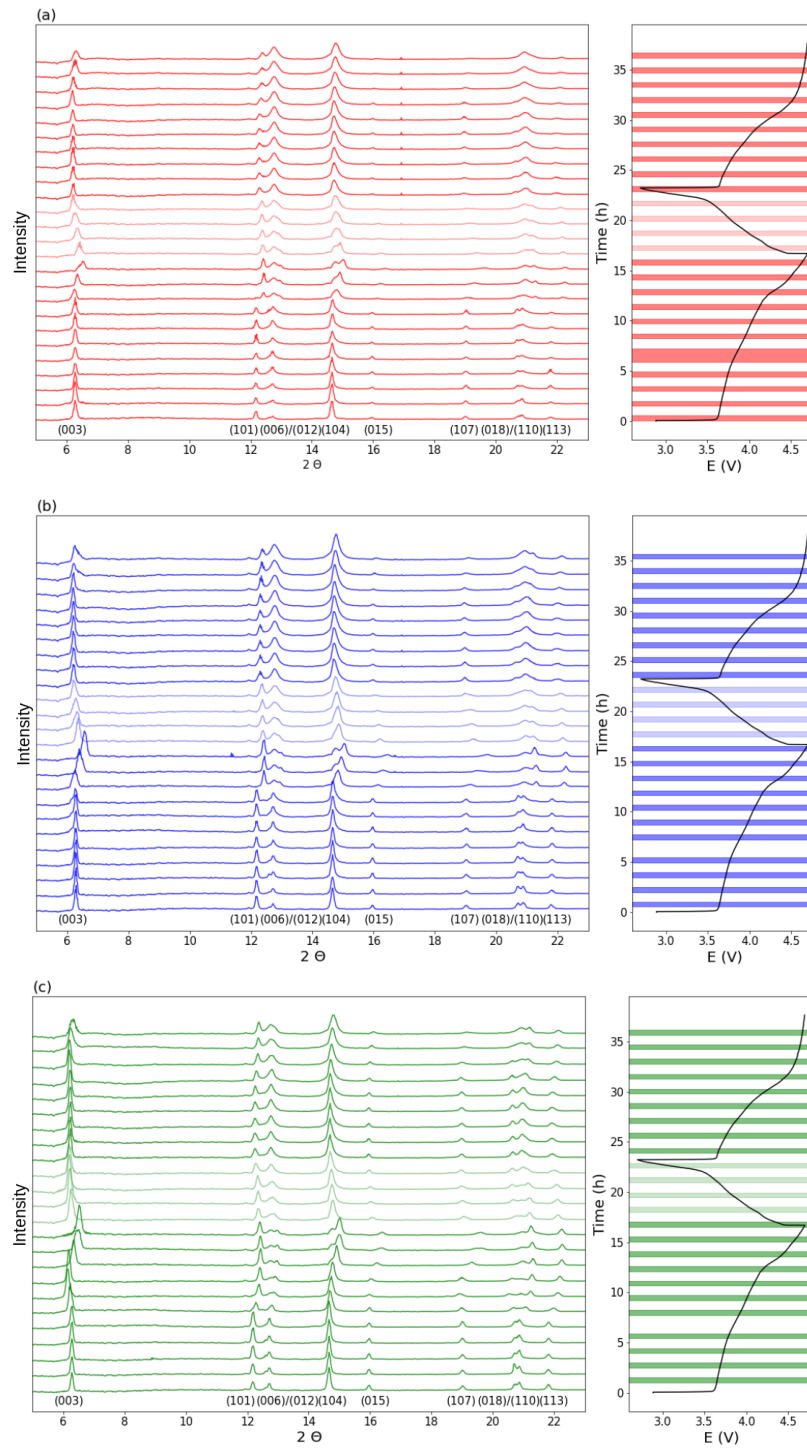 (a)
Intensity
(003) (101) (006)/(012)(104) (015) (107) (018)/(110)(113)
6 8 10 12 14 16 18 20 22
2 Θ
Time (h)
35
30
25
20
15
10
5
0
3.0 3.5 4.0 4.5
E (V)
(b)
Intensity
(003) (101) (006)/(012)(104) (015) (107) (018)/(110)(113)
6 8 10 12 14 16 18 20 22
2 Θ
Time (h)
35
30
25
20
15
10
5
0
3.0 3.5 4.0 4.5
E (V)
(c)
Intensity
(003) (101) (006)/(012)(104) (015) (107) (018)/(110)(113)
6 8 10 12 14 16 18 20 22
2 Θ
Time (h)
35
30
25
20
15
10
5
0
3.0 3.5 4.0 4.5
E (V)